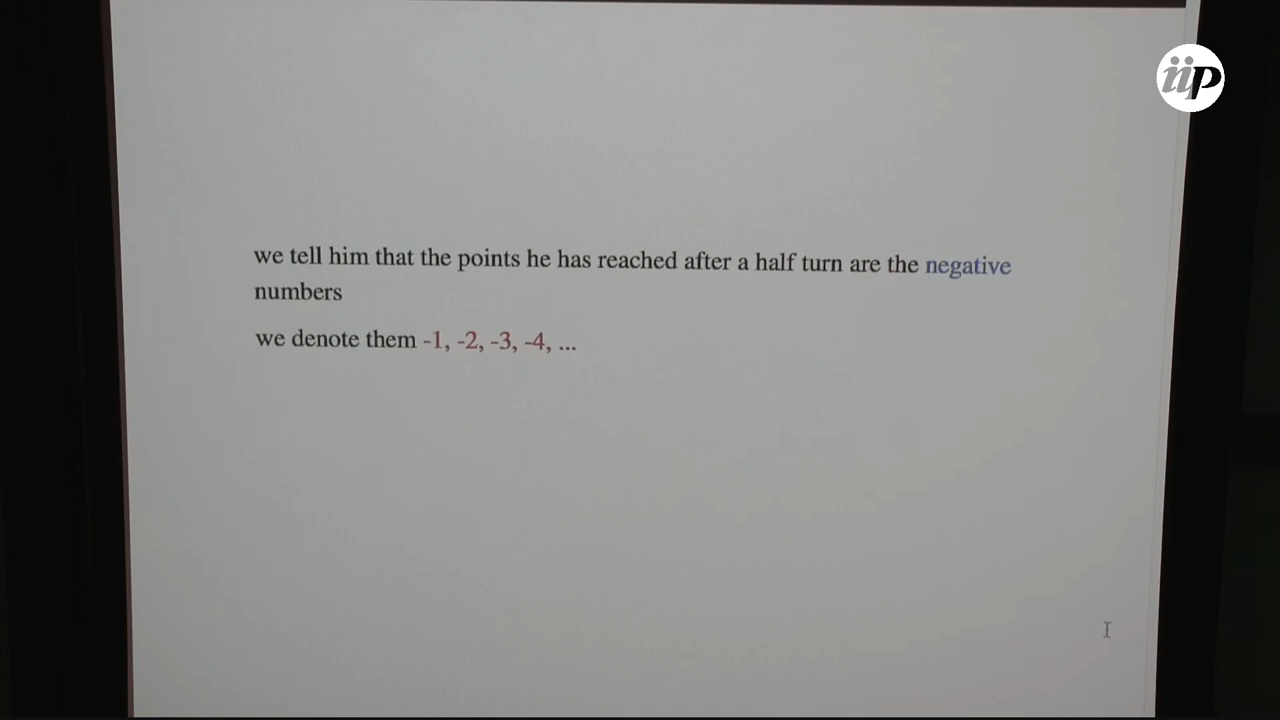 iip
we tell him that the points he has reached after a half turn are the negative
numbers
we denote them -1, -2, -3, -4, ...